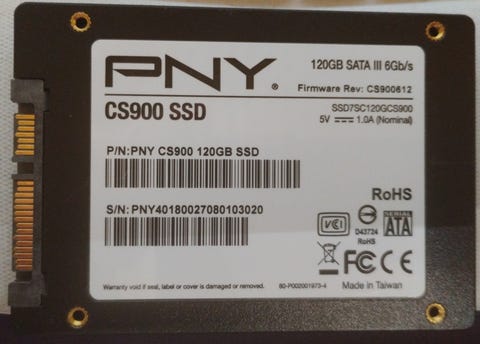 PNY®
120GB SATA III 6Gb/s
Firmware Rev: CS900612
CS900 SSD
SSD7SC120GCS900
5V ⎓ 1.0A (Nominal)
P/N:PNY CS900 120GB SSD
RoHS
S/N: PNY40180027080103020
VCI
D43724
RoHS
SERIAL
ATA
FC CE
Warranty void if seal, label or cover is damaged or removed.
80-P002001973-4
Made in Taiwan